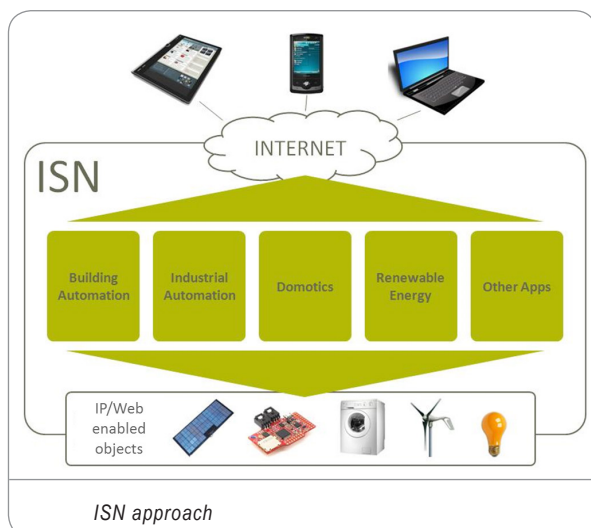 INTERNET
ISN
Building
Automation
Industrial
Automation
Domotics
Renewable
Energy
Other Apps
IP/Web
enabled
objects
ISN approach